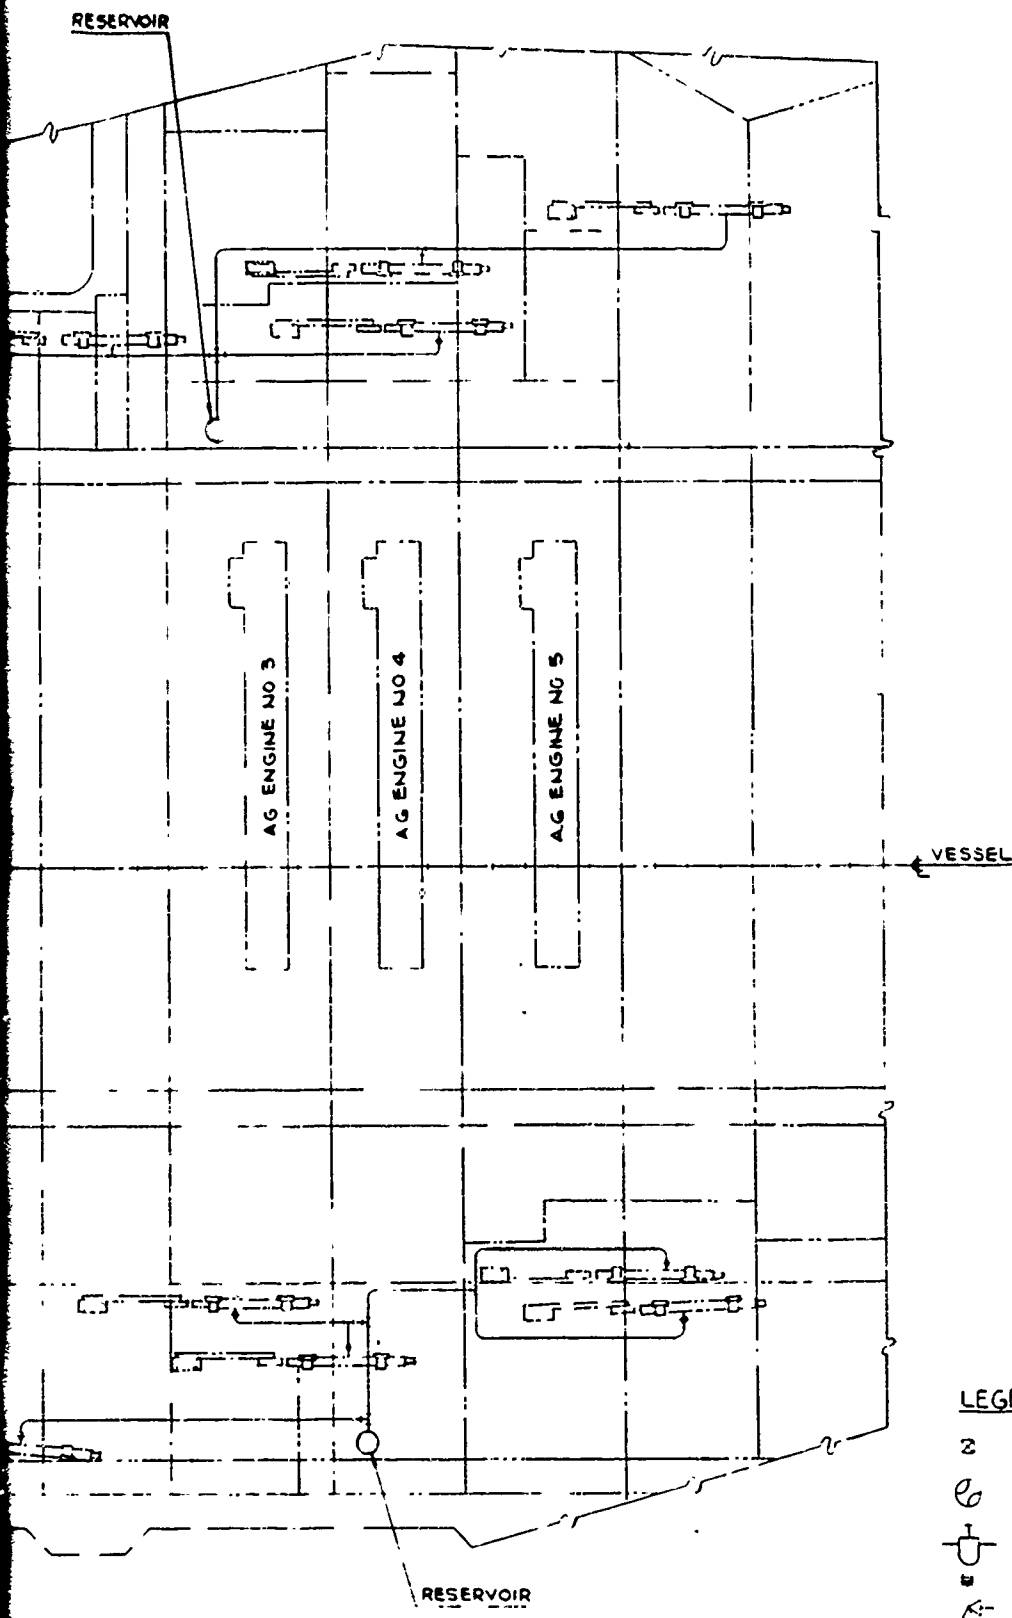 RESERVOIR
AG ENGINE NO 3
AG ENGINE NO 4
AG ENGINE NO 5
VESSEL
LEG
RESERVOIR